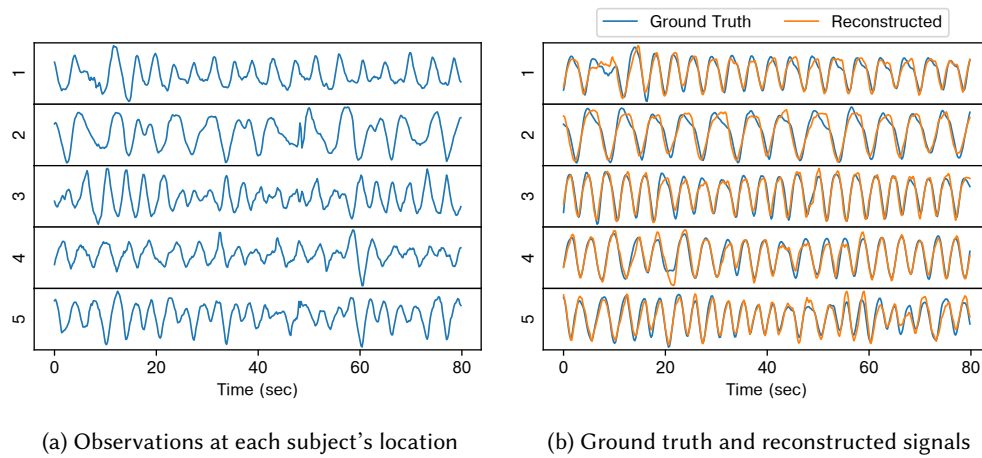 Ground Truth Reconstructed
1
2
3
4
5
0 20 40 60 80
Time (sec)
(a) Observations at each subject's location
1
2
3
4
5
0 20 40 60 80
Time (sec)
(b) Ground truth and reconstructed signals